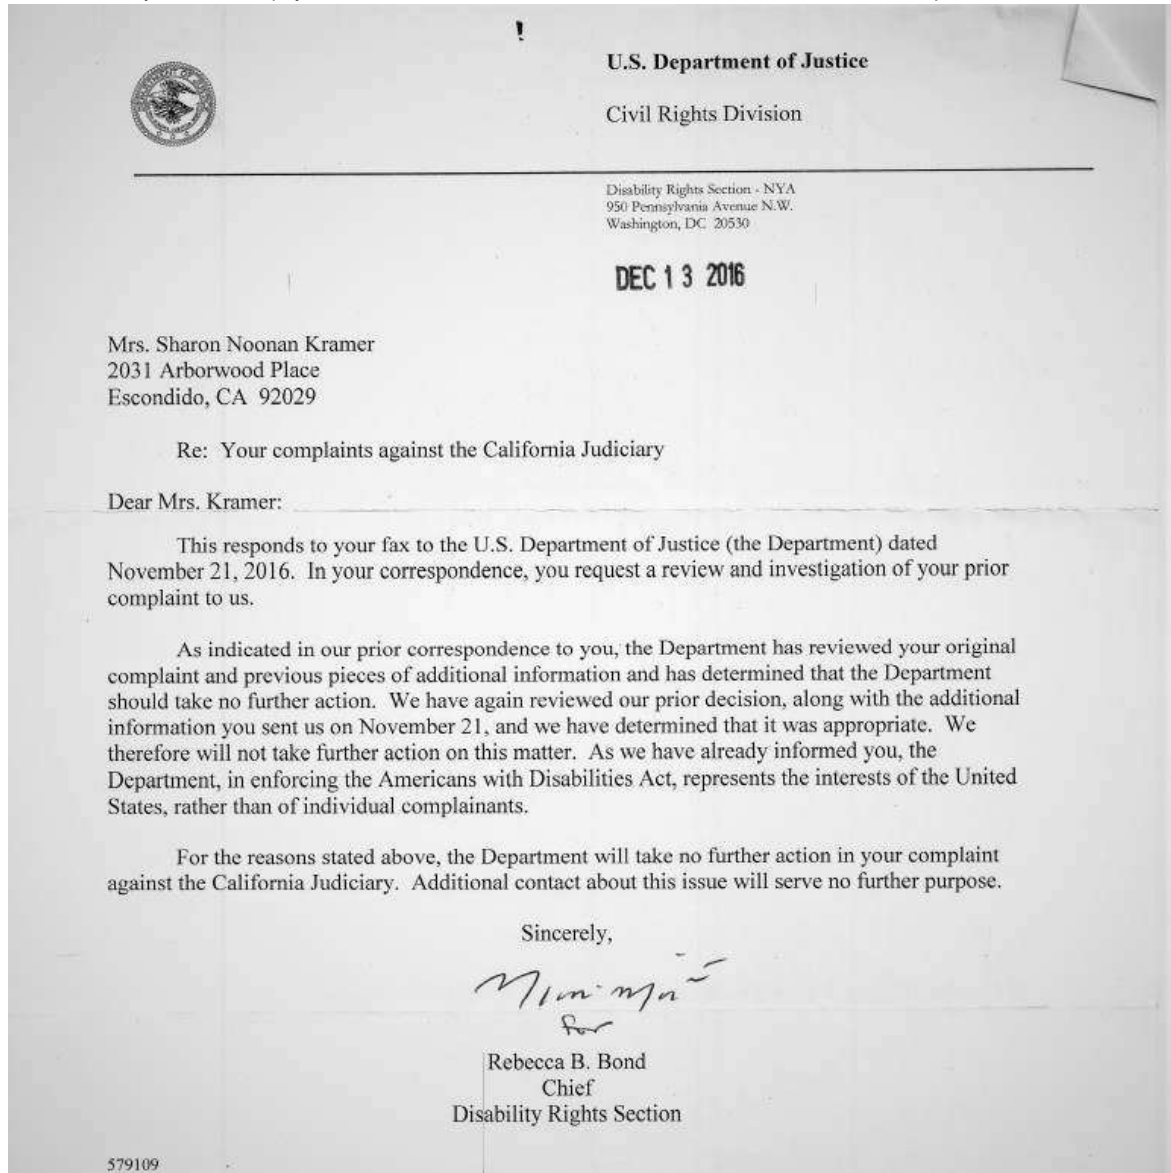 !
U.S. Department of Justice
Civil Rights Division
Disability Rights Section - NYA
950 Pennsylvania Avenue N.W.
Washington, DC 20530
DEC 13 2016
Mrs. Sharon Noonan Kramer
2031 Arborwood Place
Escondido, CA 92029
Re: Your complaints against the California Judiciary
Dear Mrs. Kramer:
This responds to your fax to the U.S. Department of Justice (the Department) dated
November 21, 2016. In your correspondence, you request a review and investigation of your prior
complaint to us.
As indicated in our prior correspondence to you, the Department has reviewed your original
complaint and previous pieces of additional information and has determined that the Department
should take no further action. We have again reviewed our prior decision, along with the additional
information you sent us on November 21, and we have determined that it was appropriate. We
therefore will not take further action on this matter. As we have already informed you, the
Department, in enforcing the Americans with Disabilities Act, represents the interests of the United
States, rather than of individual complainants.
For the reasons stated above, the Department will take no further action in your complaint
against the California Judiciary. Additional contact about this issue will serve no further purpose.
Sincerely,
for
Rebecca B. Bond
Chief
Disability Rights Section
579109